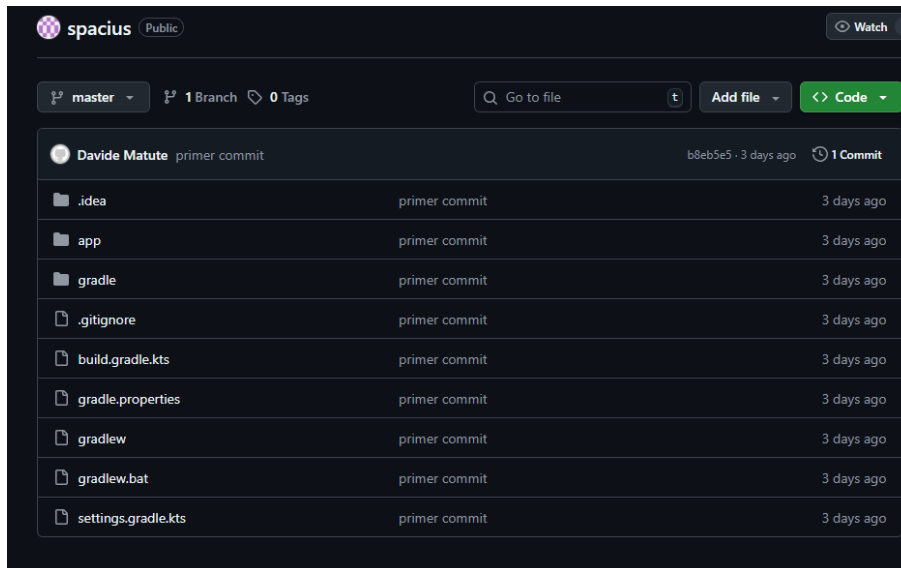 spacius Public Watch
master 1 Branch 0 Tags Go to file t Add file <> Code
Davide Matute primer commit b8eb5e5 · 3 days ago 1 Commit
.idea primer commit 3 days ago
app primer commit 3 days ago
gradle primer commit 3 days ago
.gitignore primer commit 3 days ago
build.gradle.kts primer commit 3 days ago
gradle.properties primer commit 3 days ago
gradlew primer commit 3 days ago
gradlew.bat primer commit 3 days ago
settings.gradle.kts primer commit 3 days ago